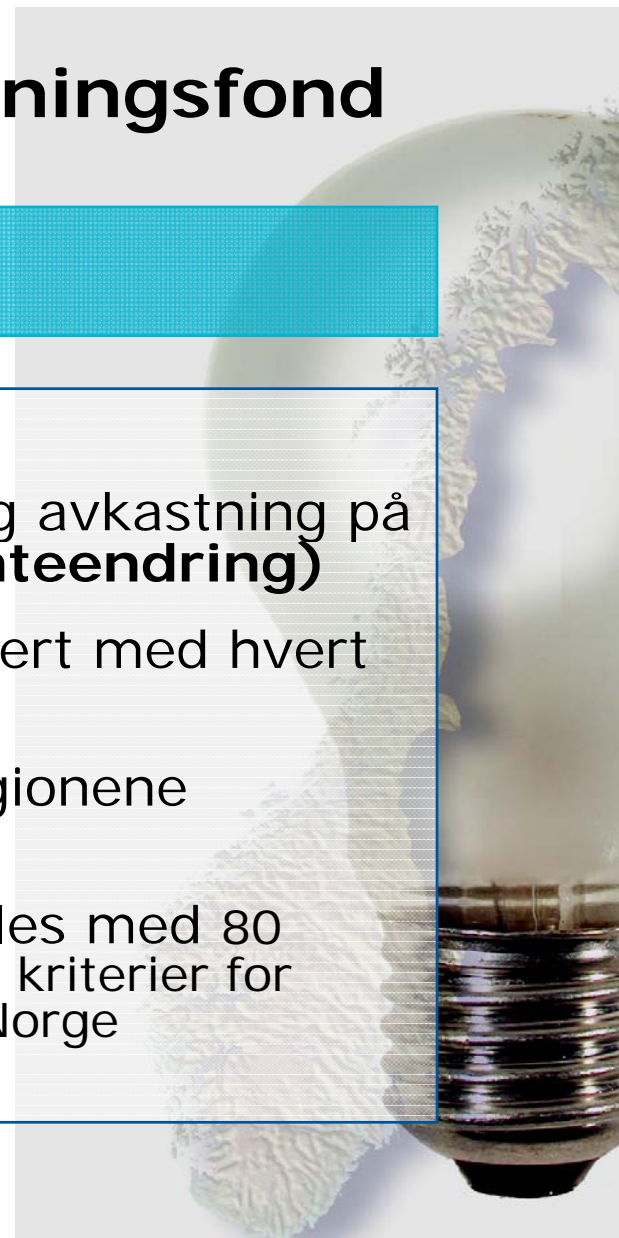 ningsfond
g avkastning på
nteendring)
ert med hvert
gionene
les med 80
kriterier for
Norge